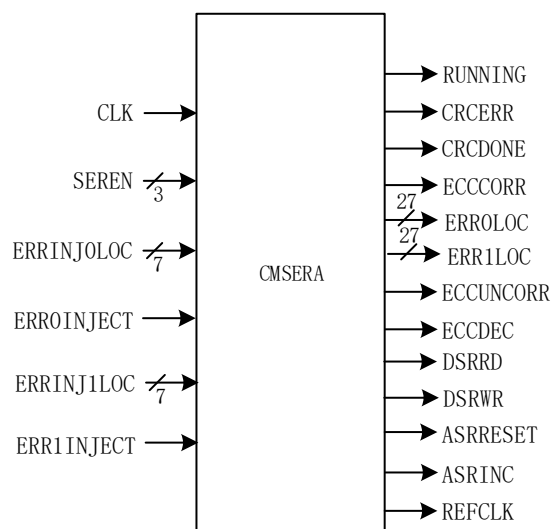 RUNNING
CLK
CRCERR
CRCDONE
SEREN
3
ECCCORR
27
ERR0LOC
27
ERRINJ0LOC
7
ERR1LOC
CMSERA
ECCUNCORR
ERR0INJECT
ECCDEC
DSRRD
ERRINJ1LOC
7
DSRWR
ASRRESET
ERR1INJECT
ASRINC
REFCLK